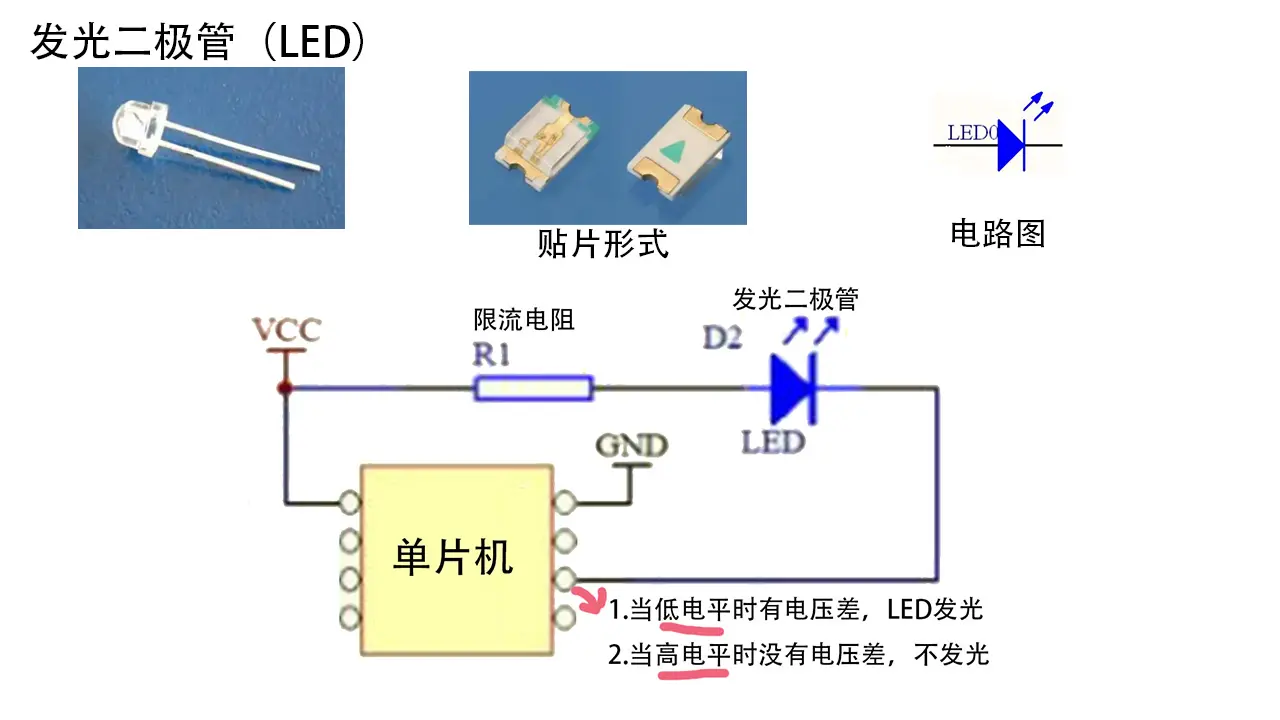 发光二极管（LED）
LED0
贴片形式
电路图
发光二极管
限流电阻
VCC
D2
R1
LED
GND
单片机
1.当低电平时有电压差，LED发光
2.当高电平时没有电压差，不发光